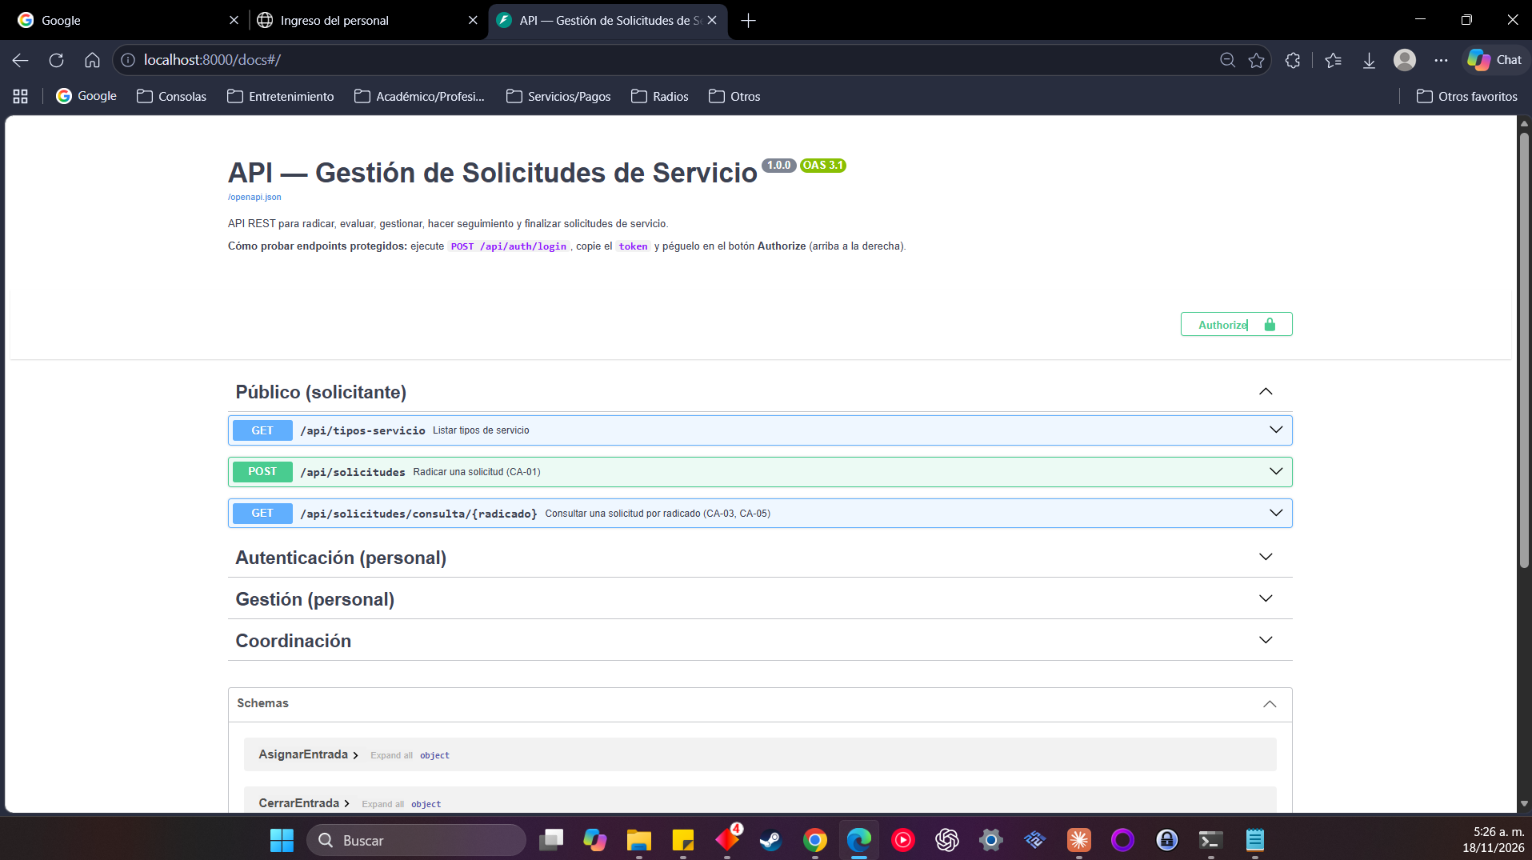 Google
Ingreso del personal
API — Gestión de Solicitudes de S
localhost:8000/docs#/
Chat
Google
Consolas
Entretenimiento
Académico/Profesi...
Servicios/Pagos
Radios
Otros
Otros favoritos
API — Gestión de Solicitudes de Servicio 1.0.0 OAS 3.1
/openapi.json
API REST para radicar, evaluar, gestionar, hacer seguimiento y finalizar solicitudes de servicio.
Cómo probar endpoints protegidos: ejecute POST /api/auth/login, copie el token y péguelo en el botón Authorize (arriba a la derecha).
Authorize
Público (solicitante)
GET /api/tipos-servicio Listar tipos de servicio
POST /api/solicitudes Radicar una solicitud (CA-01)
GET /api/solicitudes/consulta/{radicado} Consultar una solicitud por radicado (CA-03, CA-05)
Autenticación (personal)
Gestión (personal)
Coordinación
Schemas
AsignarEntrada Expand all object
CerrarEntrada Expand all object
Buscar
4
5:26 a. m.
18/11/2026